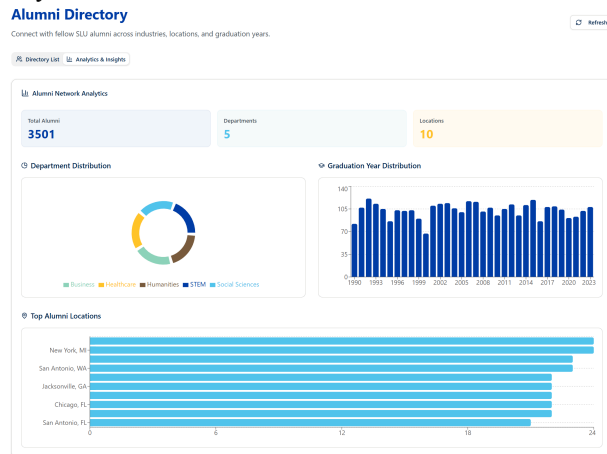 Alumni Directory
Refresh
Connect with fellow SLU alumni across industries, locations, and graduation years.
Directory List
Analytics & Insights
Alumni Network Analytics
Total Alumni
3501
Departments
5
Locations
10
Department Distribution
Business
Healthcare
Humanities
STEM
Social Sciences
Graduation Year Distribution
140
105
70
35
0
1990 1993 1996 1999 2002 2005 2008 2011 2014 2017 2020 2023
Top Alumni Locations
New York, MI
San Antonio, WA
Jacksonville, GA
Chicago, FL
San Antonio, FL
0 6 12 18 24